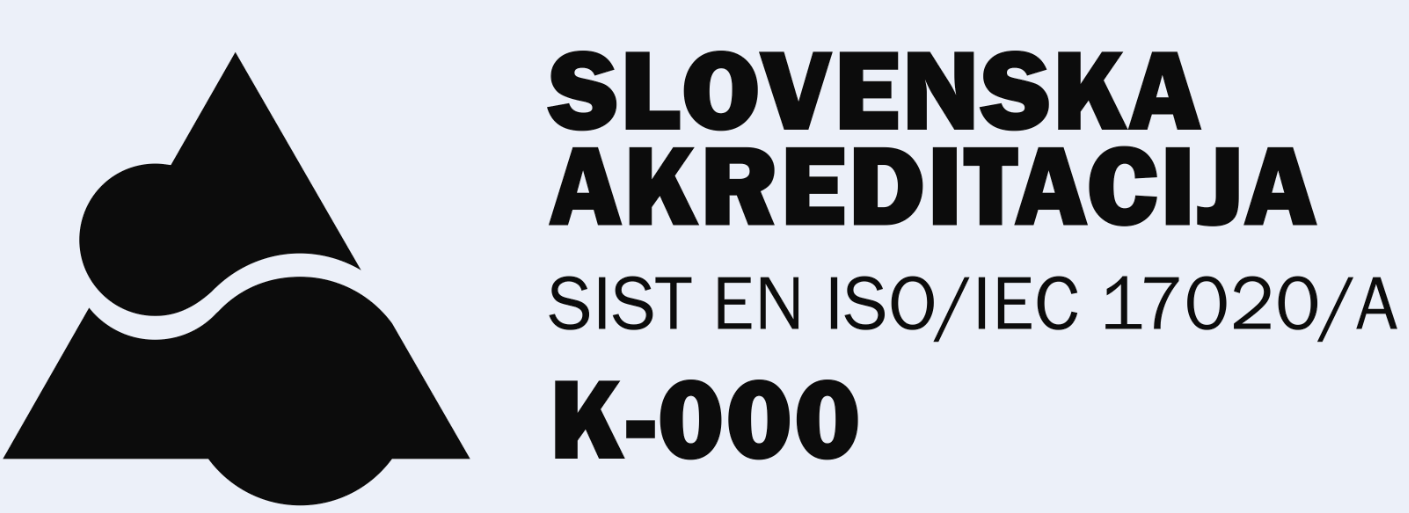 SLOVENSKA
AKREDITACIJA
SIST EN ISO/IEC 17020/A
K-000